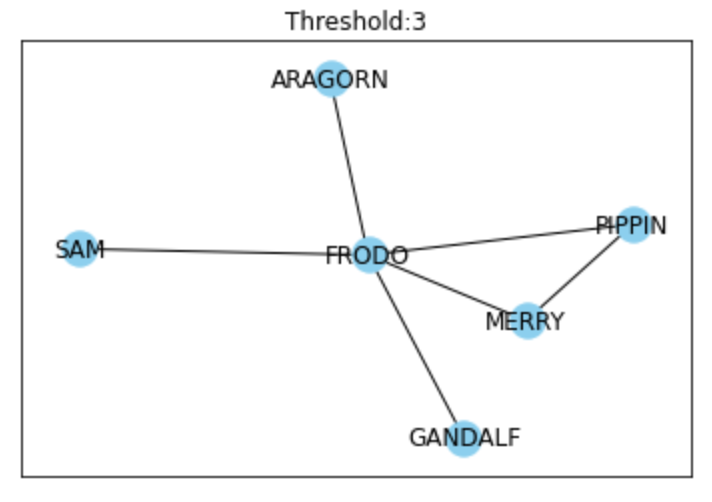 Threshold:3
ARAGORN
PIPPIN
SAM
FRODO
MERRY
GANDALF